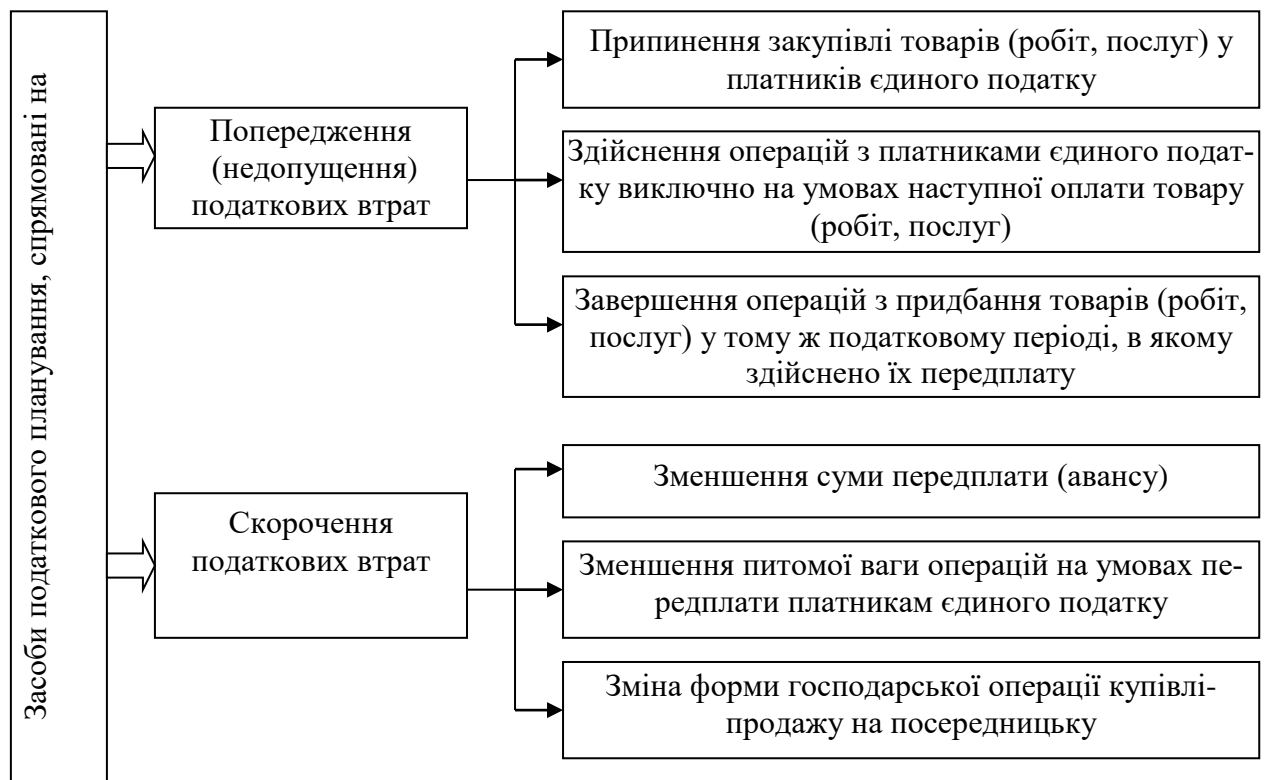 Засоби податкового планування, спрямовані на
Попередження
(недопущення)
податкових втрат
Припинення закупівлі товарів (робіт, послуг) у
платників єдиного податку
Здійснення операцій з платниками єдиного подат-
ку виключно на умовах наступної оплати товару
(робіт, послуг)
Завершення операцій з придбання товарів (робіт,
послуг) у тому ж податковому періоді, в якому
здійснено їх передплату
Скорочення
податкових втрат
Зменшення суми передплати (авансу)
Зменшення питомої ваги операцій на умовах пе-
редплати платникам єдиного податку
Зміна форми господарської операції купівлі-
продажу на посередницьку